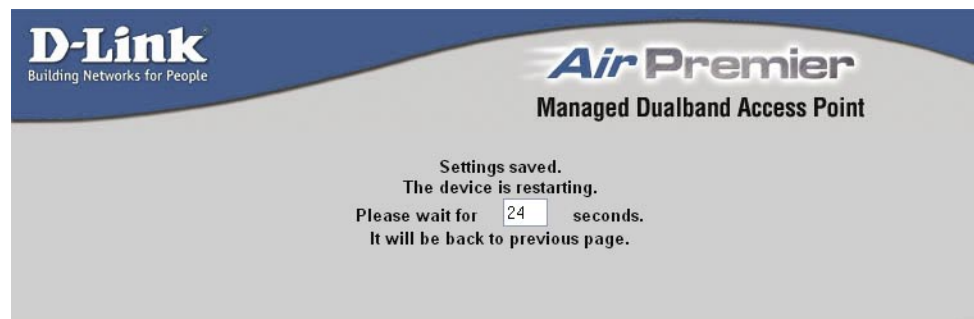 D-Link
Building Networks for People
Air Premier
Managed Dualband Access Point
Settings saved.
The device is restarting.
Please wait for 24 seconds.
It will be back to previous page.